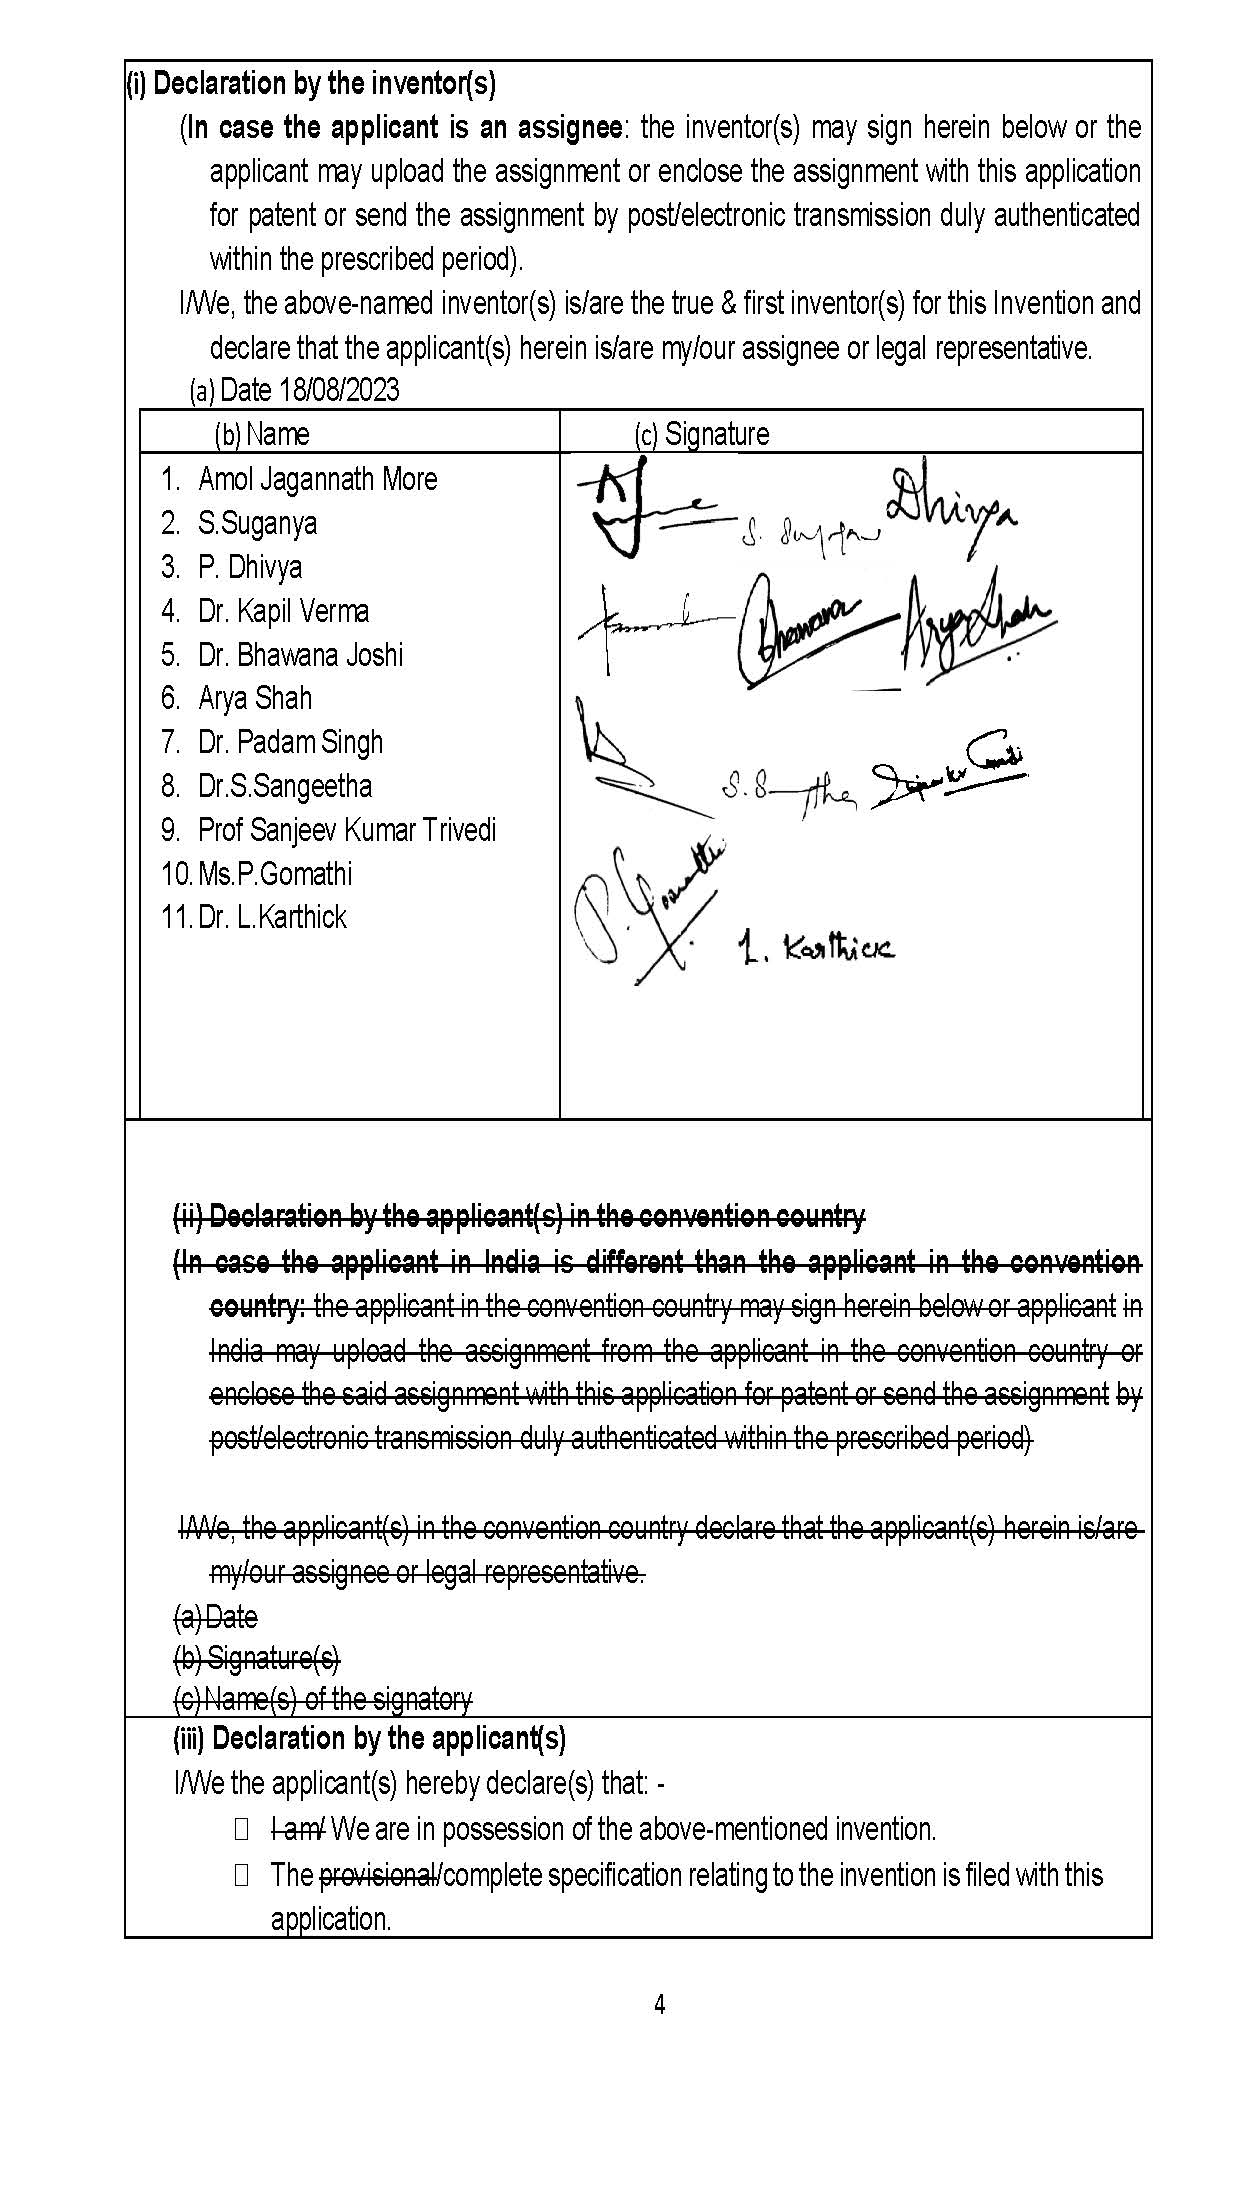 (i) Declaration by the inventor(s)
(In case the applicant is an assignee: the inventor(s) may sign herein below or the
applicant may upload the assignment or enclose the assignment with this application
for patent or send the assignment by post/electronic transmission duly authenticated
within the prescribed period).
I/We, the above-named inventor(s) is/are the true & first inventor(s) for this Invention and
declare that the applicant(s) herein is/are my/our assignee or legal representative.
(a) Date 18/08/2023
(b) Name (c) Signature
1. Amol Jagannath More
2. S.Suganya
3. P. Dhivya
4. Dr. Kapil Verma
5. Dr. Bhawana Joshi
6. Arya Shah
7. Dr. Padam Singh
8. Dr.S.Sangeetha
9. Prof Sanjeev Kumar Trivedi
10. Ms.P.Gomathi
11. Dr. L.Karthick
Dhivya
Bhawana AryaShah
P. Gomathi
L. Karthick
(ii) Declaration by the applicant(s) in the convention country
(In case the applicant in India is different than the applicant in the convention
country: the applicant in the convention country may sign herein below or applicant in
India may upload the assignment from the applicant in the convention country or
enclose the said assignment with this application for patent or send the assignment by
post/electronic transmission duly authenticated within the prescribed period)
I/We, the applicant(s) in the convention country declare that the applicant(s) herein is/are
my/our assignee or legal representative.
(a) Date
(b) Signature(s)
(c) Name(s) of the signatory
(iii) Declaration by the applicant(s)
I/We the applicant(s) hereby declare(s) that: -
I am/ We are in possession of the above-mentioned invention.
The provisional/complete specification relating to the invention is filed with this
application.
4